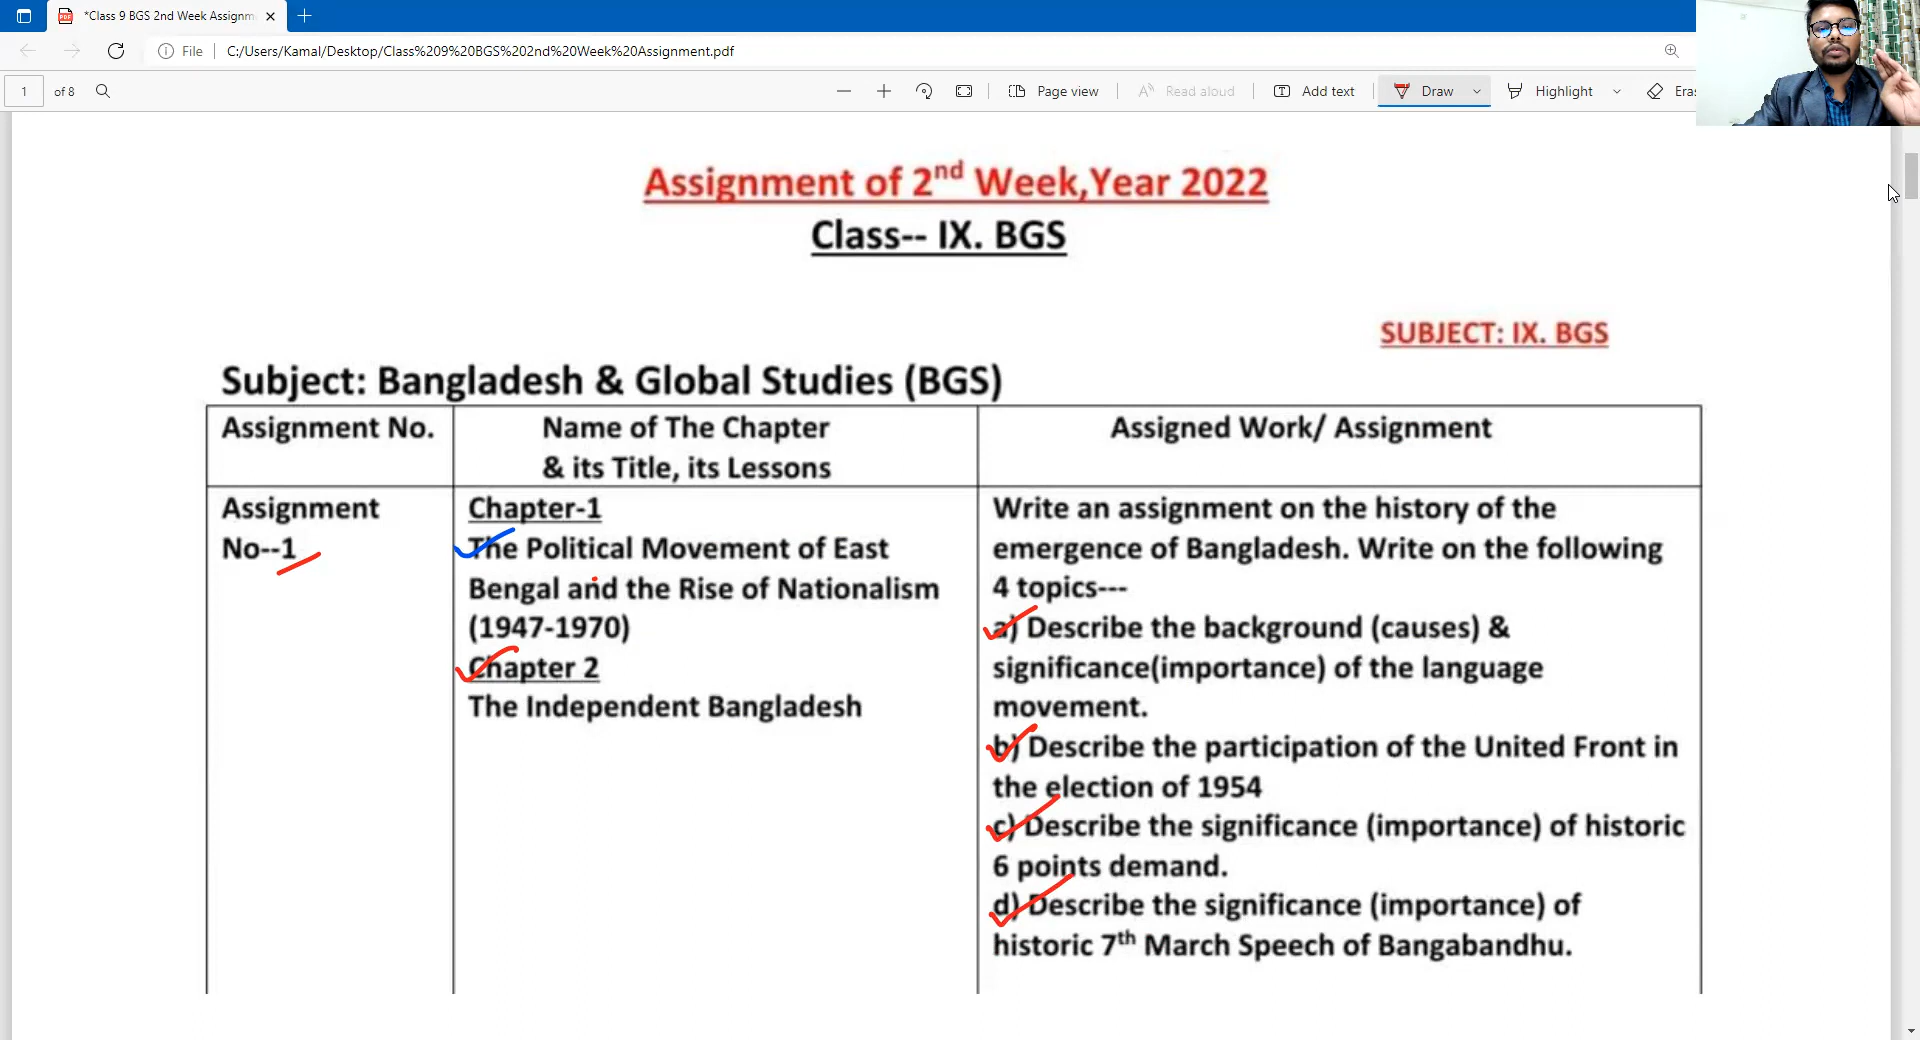 *Class 9 BGS 2nd Week Assignm
File C:/Users/Kamal/Desktop/Class%209%20BGS%202nd%20Week%20Assignment.pdf
1 of 8 Page view Read aloud Add text Draw Highlight Eras
Assignment of 2nd Week,Year 2022
Class-- IX. BGS
SUBJECT: IX. BGS
Subject: Bangladesh & Global Studies (BGS)
Assignment No.
Name of The Chapter
& its Title, its Lessons
Assigned Work/ Assignment
Assignment
No--1
Chapter-1
The Political Movement of East
Bengal and the Rise of Nationalism
(1947-1970)
Chapter 2
The Independent Bangladesh
Write an assignment on the history of the
emergence of Bangladesh. Write on the following
4 topics---
a) Describe the background (causes) &
significance(importance) of the language
movement.
b) Describe the participation of the United Front in
the election of 1954
c) Describe the significance (importance) of historic
6 points demand.
d) Describe the significance (importance) of
historic 7th March Speech of Bangabandhu.